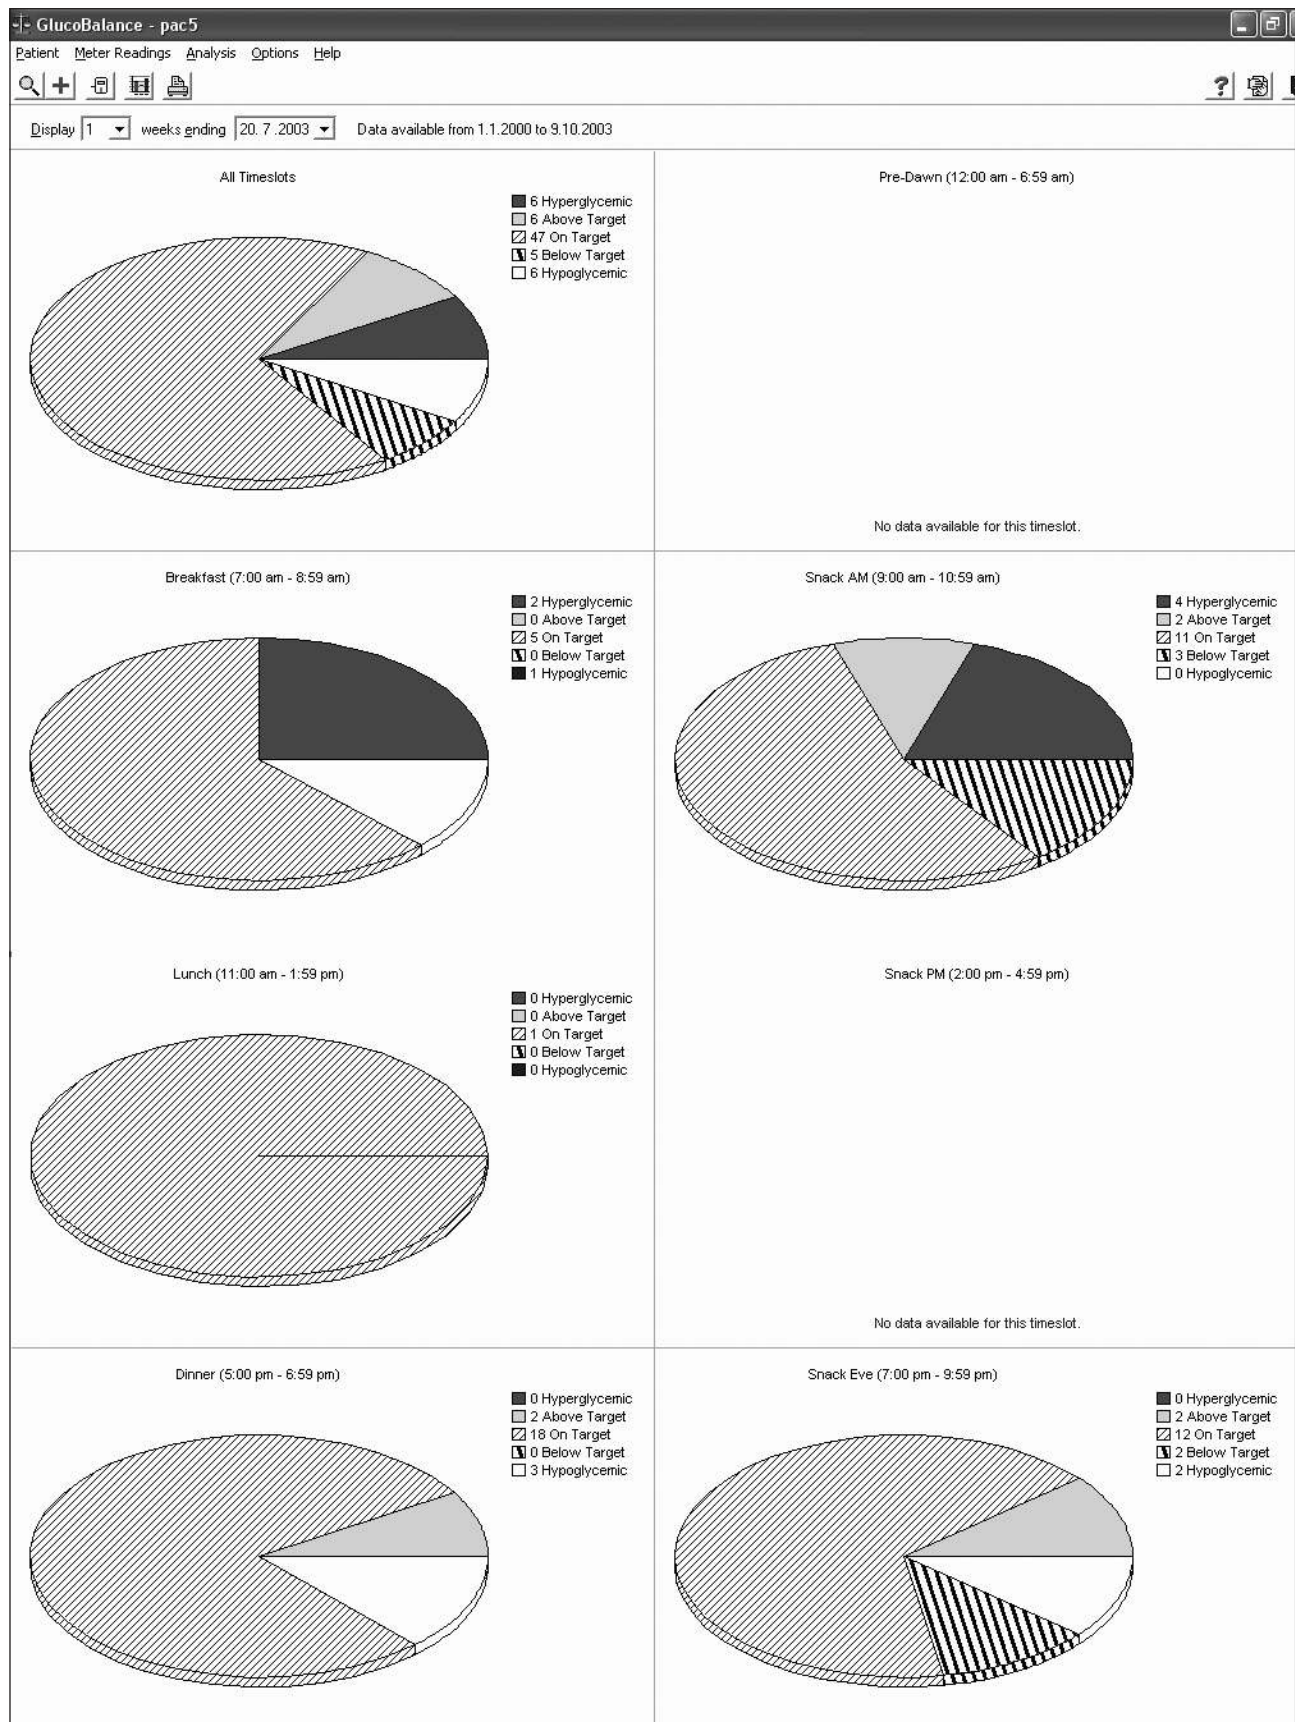 GlucoBalance - pac5
Patient Meter Readings Analysis Options Help
Display 1 weeks ending 20. 7 .2003 Data available from 1.1.2000 to 9.10.2003
All Timeslots
6 Hyperglycemic
6 Above Target
47 On Target
5 Below Target
6 Hypoglycemic
Pre-Dawn (12:00 am - 6:59 am)
No data available for this timeslot.
Breakfast (7:00 am - 8:59 am)
2 Hyperglycemic
0 Above Target
5 On Target
0 Below Target
1 Hypoglycemic
Snack AM (9:00 am - 10:59 am)
4 Hyperglycemic
2 Above Target
11 On Target
3 Below Target
0 Hypoglycemic
Lunch (11:00 am - 1:59 pm)
0 Hyperglycemic
0 Above Target
1 On Target
0 Below Target
0 Hypoglycemic
Snack PM (2:00 pm - 4:59 pm)
No data available for this timeslot.
Dinner (5:00 pm - 6:59 pm)
0 Hyperglycemic
2 Above Target
18 On Target
0 Below Target
3 Hypoglycemic
Snack Eve (7:00 pm - 9:59 pm)
0 Hyperglycemic
2 Above Target
12 On Target
2 Below Target
2 Hypoglycemic